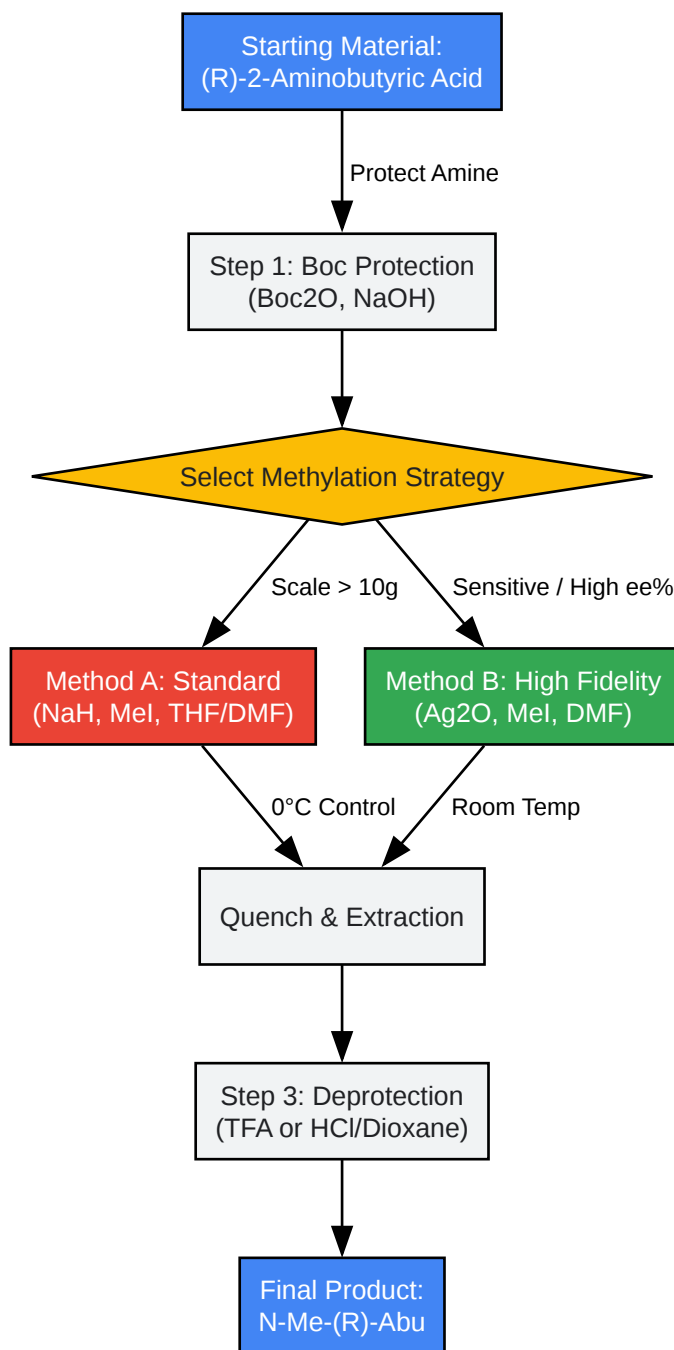 Starting Material:
(R)-2-Aminobutyric Acid
Protect Amine
Step 1: Boc Protection
(Boc2O, NaOH)
Select Methylation Strategy
Scale > 10g
Sensitive / High ee%
Method A: Standard
(NaH, MeI, THF/DMF)
Method B: High Fidelity
(Ag2O, MeI, DMF)
0°C Control
Room Temp
Quench & Extraction
Step 3: Deprotection
(TFA or HCl/Dioxane)
Final Product:
N-Me-(R)-Abu